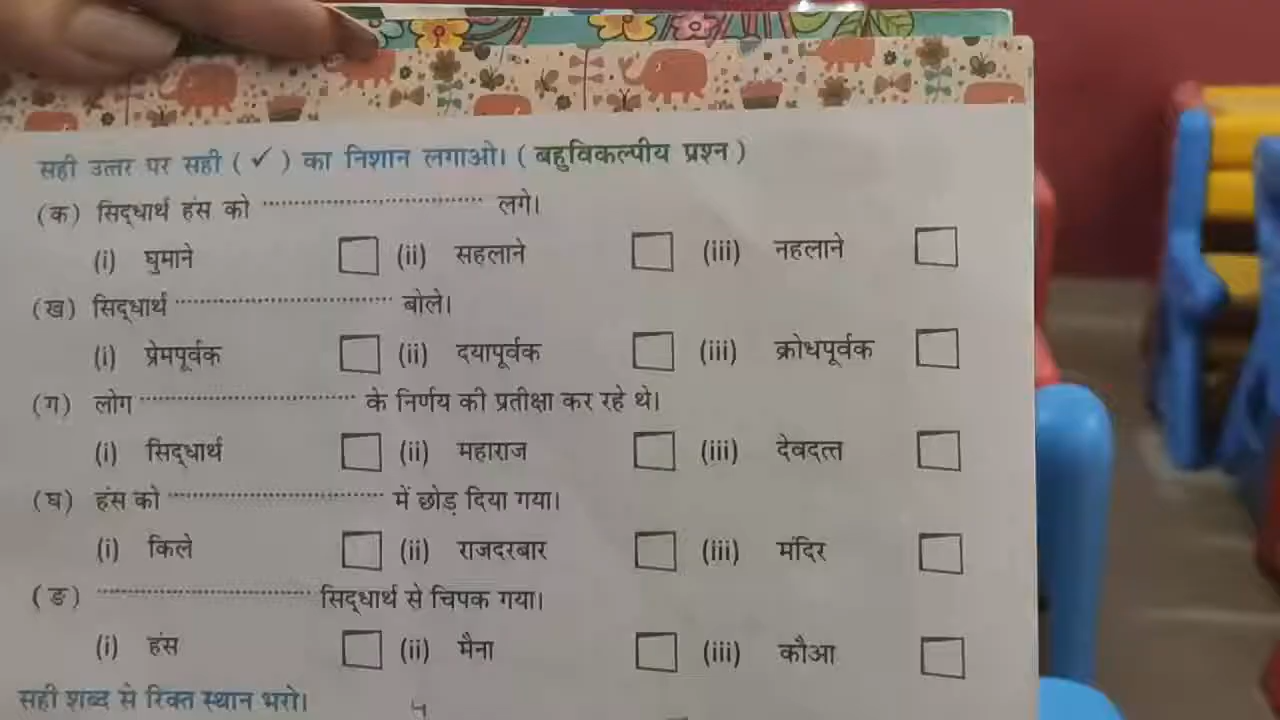 सही उत्तर पर सही ( ✓ ) का निशान लगाओ। ( बहुविकल्पीय प्रश्न )
(क) सिद्धार्थ हंस को ........................ लगे।
(i) घुमाने (ii) सहलाने (iii) नहलाने
(ख) सिद्धार्थ ........................ बोले।
(i) प्रेमपूर्वक (ii) दयापूर्वक (iii) क्रोधपूर्वक
(ग) लोग ........................ के निर्णय की प्रतीक्षा कर रहे थे।
(i) सिद्धार्थ (ii) महाराज (iii) देवदत्त
(घ) हंस को ........................ में छोड़ दिया गया।
(i) किले (ii) राजदरबार (iii) मंदिर
(ङ) ........................ सिद्धार्थ से चिपक गया।
(i) हंस (ii) मैना (iii) कौआ
सही शब्द से रिक्त स्थान भरो।